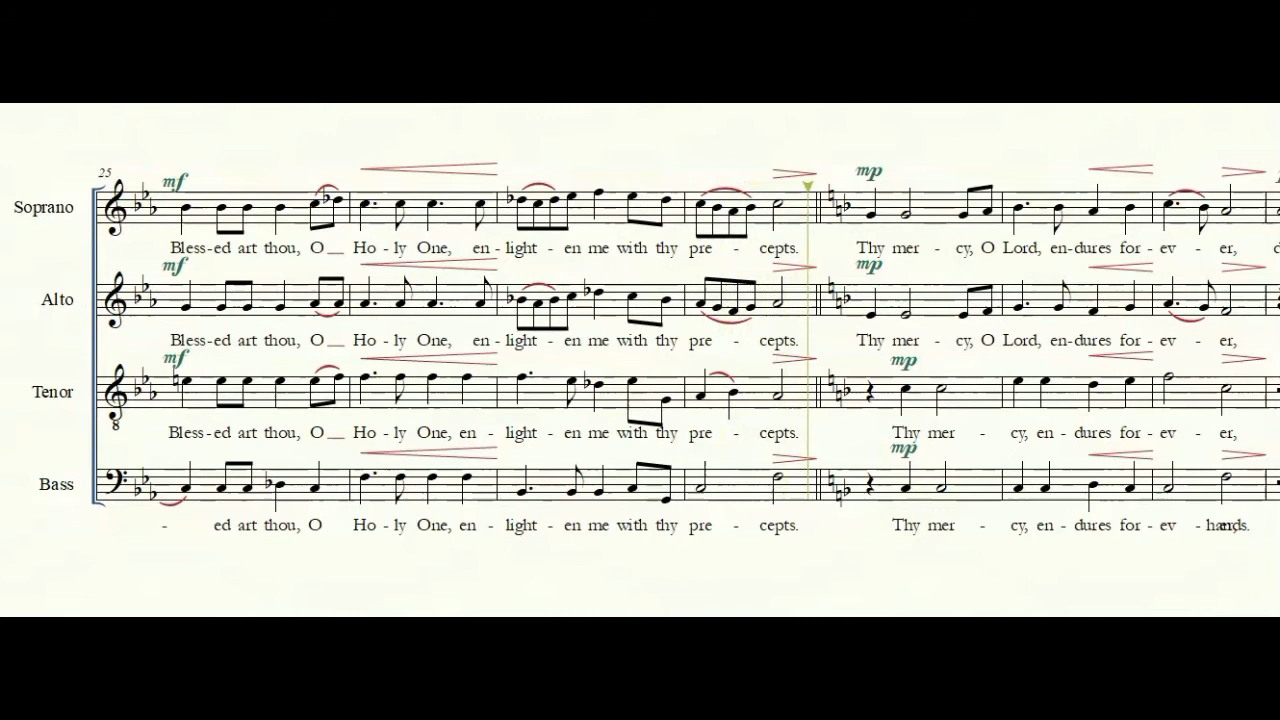 25
mf
Soprano
Bless-ed art thou, O__ Ho - ly One, en - light - en me with thy pre - cepts.
mp
Thy mer - cy, O Lord, en-dures for - ev - er,
mf
Alto
Bless-ed art thou, O__ Ho - ly One, en - light - en me with thy pre - cepts.
mp
Thy mer - cy, O Lord, en-dures for - ev - er,
mf
Tenor
8
Bless-ed art thou, O__ Ho - ly One, en - light - en me with thy pre - cepts.
mp
Thy mer - cy, en - dures for - ev - er,
Bass
- ed art thou, O Ho - ly One, en - light - en me with thy pre - cepts.
mp
Thy mer - cy, en - dures for - ev -